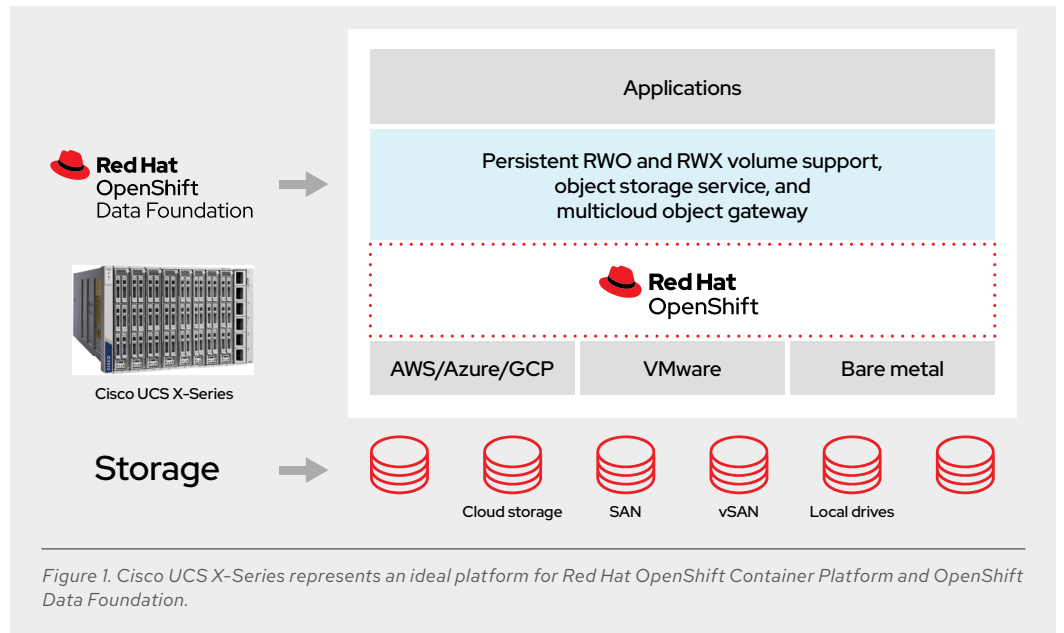 Applications
Red Hat
OpenShift
Data Foundation
Persistent RWO and RWX volume support,
object storage service, and
multicloud object gateway
Red Hat
OpenShift
CISCO
Cisco UCS X-Series
AWS/Azure/GCP
VMware
Bare metal
Storage
Cloud storage
SAN
vSAN
Local drives
Figure 1. Cisco UCS X-Series represents an ideal platform for Red Hat OpenShift Container Platform and OpenShift
Data Foundation.